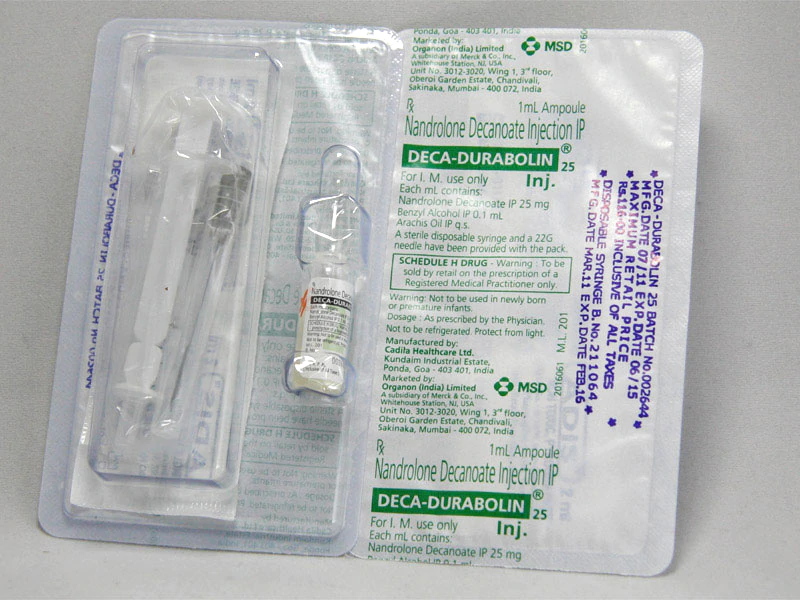 Ponda, Goa - 403 401, India
Marketed by:
Organon (India) Limited
A subsidiary of Merck & Co., Inc.,
Whitehouse Station, NJ, USA
Unit No. 3012-3020, Wing 1, 3rd floor,
Oberoi Garden Estate, Chandivali,
Sakinaka, Mumbai - 400 072, India
MSD
Rx
1mL Ampoule
Nandrolone Decanoate Injection IP
DECA-DURABOLIN® 25
Inj.
For I. M. use only
Each mL contains:
Nandrolone Decanoate IP 25 mg
Benzyl Alcohol IP 0.1 mL
Arachis Oil IP q.s.
A sterile disposable syringe and a 22G
needle have been provided with the pack.
SCHEDULE H DRUG - Warning : To be
sold by retail on the prescription of a
Registered Medical Practitioner only.
Warning: Not to be used in newly born
or premature infants.
Dosage : As prescribed by the Physician.
Not to be refrigerated. Protect from light.
Manufactured by:
Cadila Healthcare Ltd.
Kundaim Industrial Estate,
Ponda, Goa - 403 401, India
Marketed by:
Organon (India) Limited
A subsidiary of Merck & Co., Inc.,
Whitehouse Station, NJ, USA
Unit No. 3012-3020, Wing 1, 3rd floor,
Oberoi Garden Estate, Chandivali,
Sakinaka, Mumbai - 400 072, India
MSD
Rx
1mL Ampoule
Nandrolone Decanoate Injection IP
DECA-DURABOLIN® 25
Inj.
For I. M. use only
Each mL contains:
Nandrolone Decanoate IP 25 mg
* DECA-DURABOLIN 25 BATCH No.002644 *
MFG.DATE 07/11 EXP.DATE 06/15
* MAXIMUM RETAIL PRICE *
Rs.116-00 INCLUSIVE OF ALL TAXES
* DISPOSABLE SYRINGE B.No.211064 *
MFG.DATE MAR.11 EXP.DATE FEB.16
Nandrolone Deca
DECA-DURAB